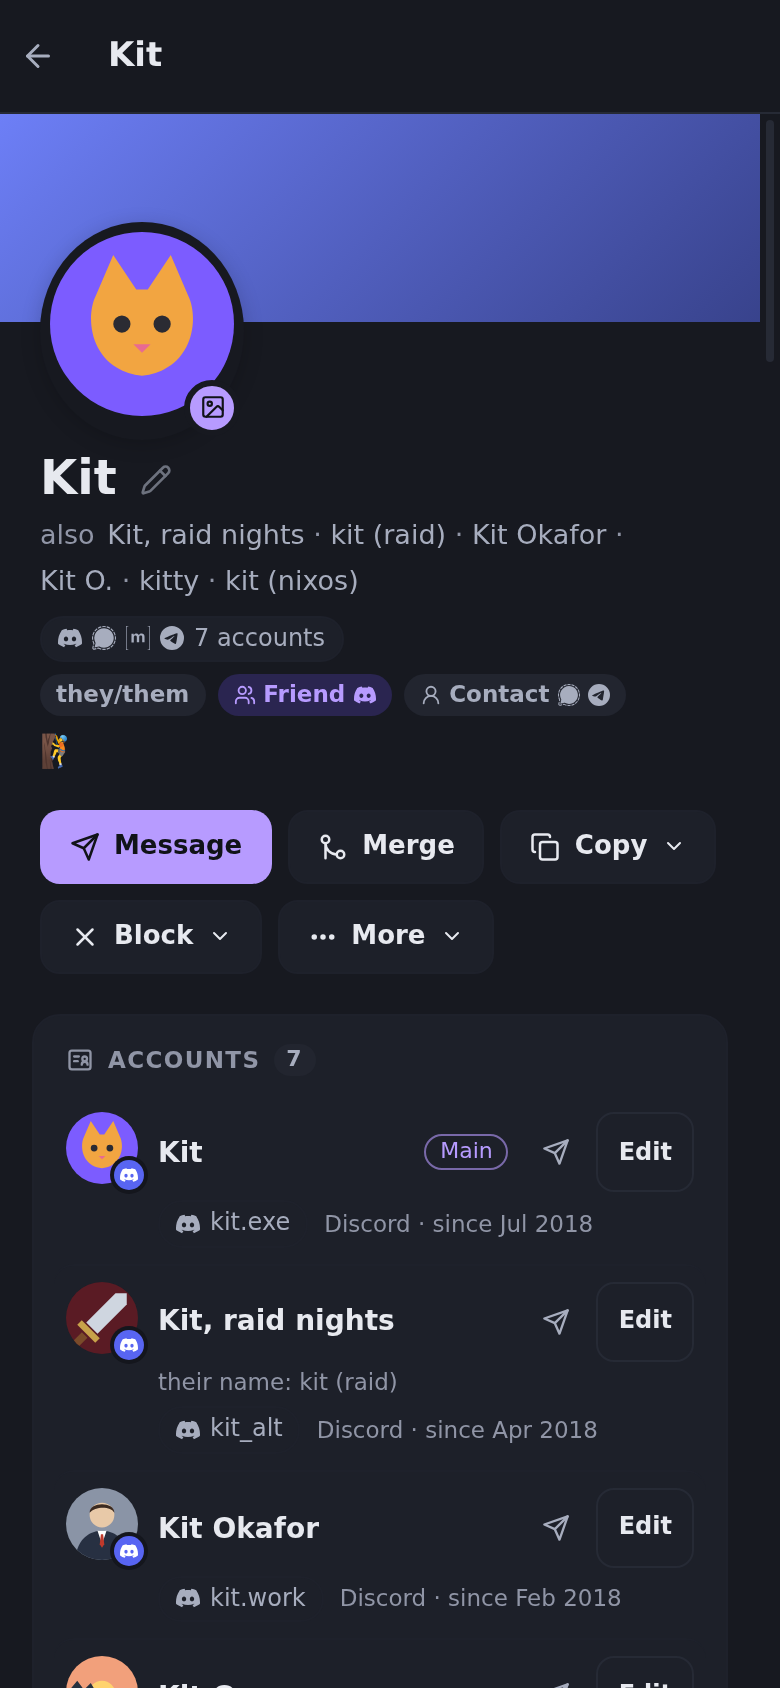 Kit
Kit
also Kit, raid nights · kit (raid) · Kit Okafor ·
Kit O. · kitty · kit (nixos)
[m] 7 accounts
they/them Friend Contact
Message Merge Copy
Block More
ACCOUNTS 7
Kit Main Edit
kit.exe Discord · since Jul 2018
Kit, raid nights Edit
their name: kit (raid)
kit_alt Discord · since Apr 2018
Kit Okafor Edit
kit.work Discord · since Feb 2018